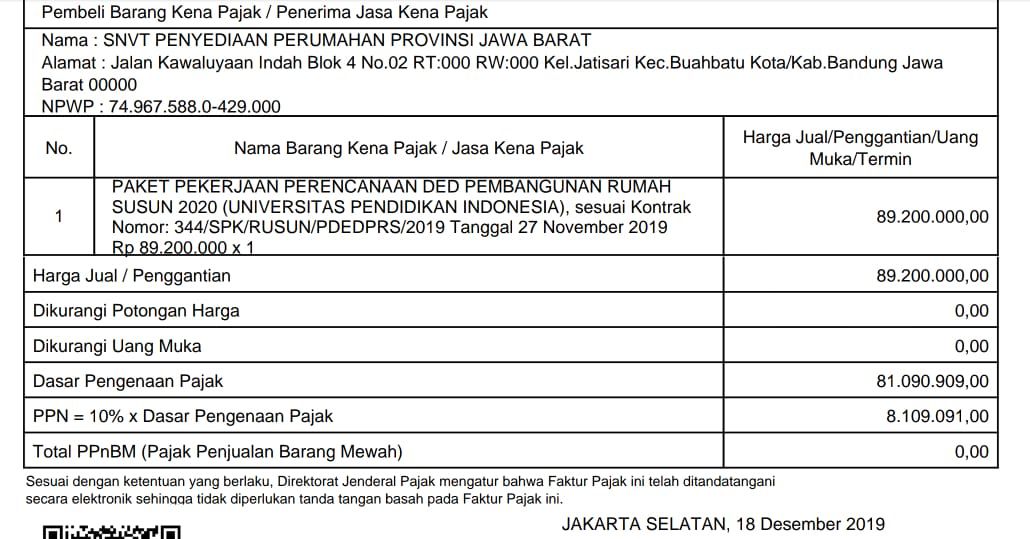 Pembeli Barang Kena Pajak / Penerima Jasa Kena Pajak
Nama : SNVT PENYEDIAAN PERUMAHAN PROVINSI JAWA BARAT
Alamat : Jalan Kawaluyaan Indah Blok 4 No.02 RT:000 RW:000 Kel.Jatisari Kec.Buahbatu Kota/Kab.Bandung Jawa
Barat 00000
NPWP : 74.967.588.0-429.000
No.
Nama Barang Kena Pajak / Jasa Kena Pajak
Harga Jual/Penggantian/Uang
Muka/Termin
1
PAKET PEKERJAAN PERENCANAAN DED PEMBANGUNAN RUMAH
SUSUN 2020 (UNIVERSITAS PENDIDIKAN INDONESIA), sesuai Kontrak
Nomor: 344/SPK/RUSUN/PDEDPRS/2019 Tanggal 27 November 2019
Rp 89.200.000 x 1
89.200.000,00
Harga Jual / Penggantian 89.200.000,00
Dikurangi Potongan Harga 0,00
Dikurangi Uang Muka 0,00
Dasar Pengenaan Pajak 81.090.909,00
PPN = 10% x Dasar Pengenaan Pajak 8.109.091,00
Total PPnBM (Pajak Penjualan Barang Mewah) 0,00
Sesuai dengan ketentuan yang berlaku, Direktorat Jenderal Pajak mengatur bahwa Faktur Pajak ini telah ditandatangani
secara elektronik sehingga tidak diperlukan tanda tangan basah pada Faktur Pajak ini.
JAKARTA SELATAN, 18 Desember 2019